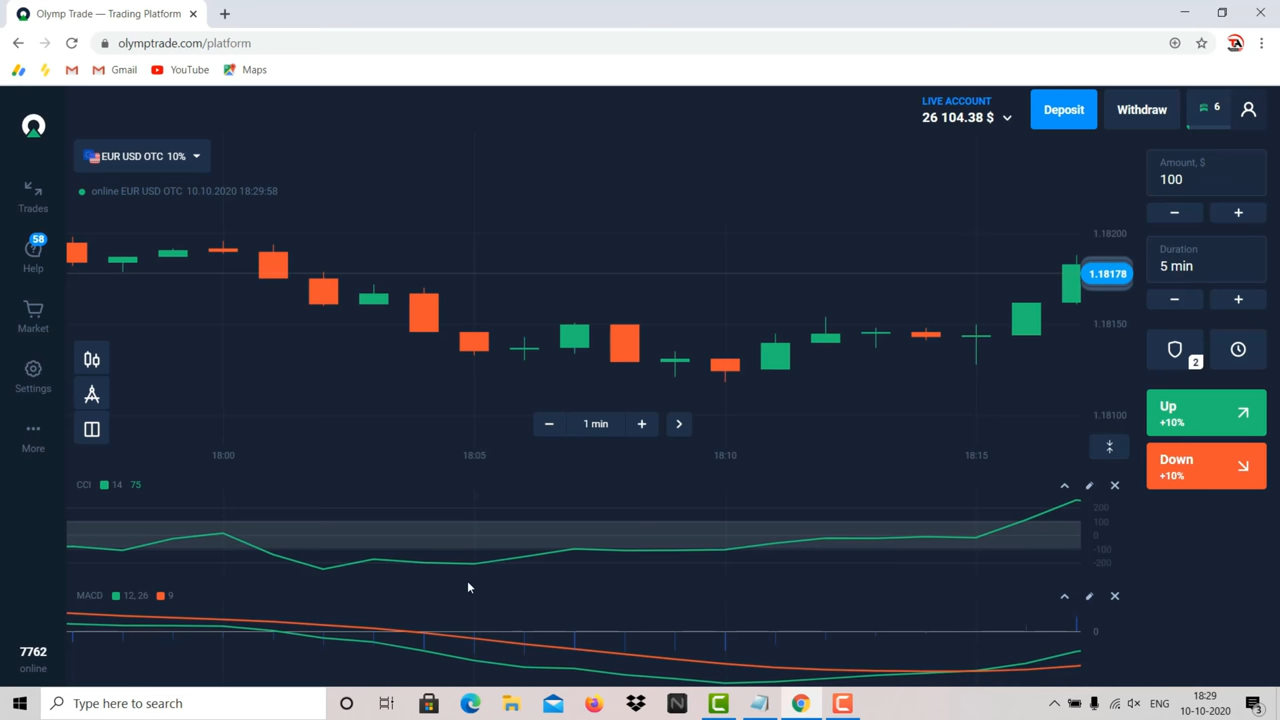 Olymp Trade — Trading Platform
olymptrade.com/platform
Gmail
YouTube
Maps
LIVE ACCOUNT
26 104.38 $
Deposit
Withdraw
6
EUR USD OTC 10%
online EUR USD OTC 10.10.2020 18:29:58
Trades
58
Help
Market
Settings
More
7762
online
Amount, $
100
Duration
5 min
2
Up
+10%
Down
+10%
1.18200
1.18178
1.18150
1.18100
1 min
18:00
18:05
18:10
18:15
CCI 14 75
200
100
0
-100
-200
MACD 12, 26 9
0
Type here to search
ENG
18:29
10-10-2020
3